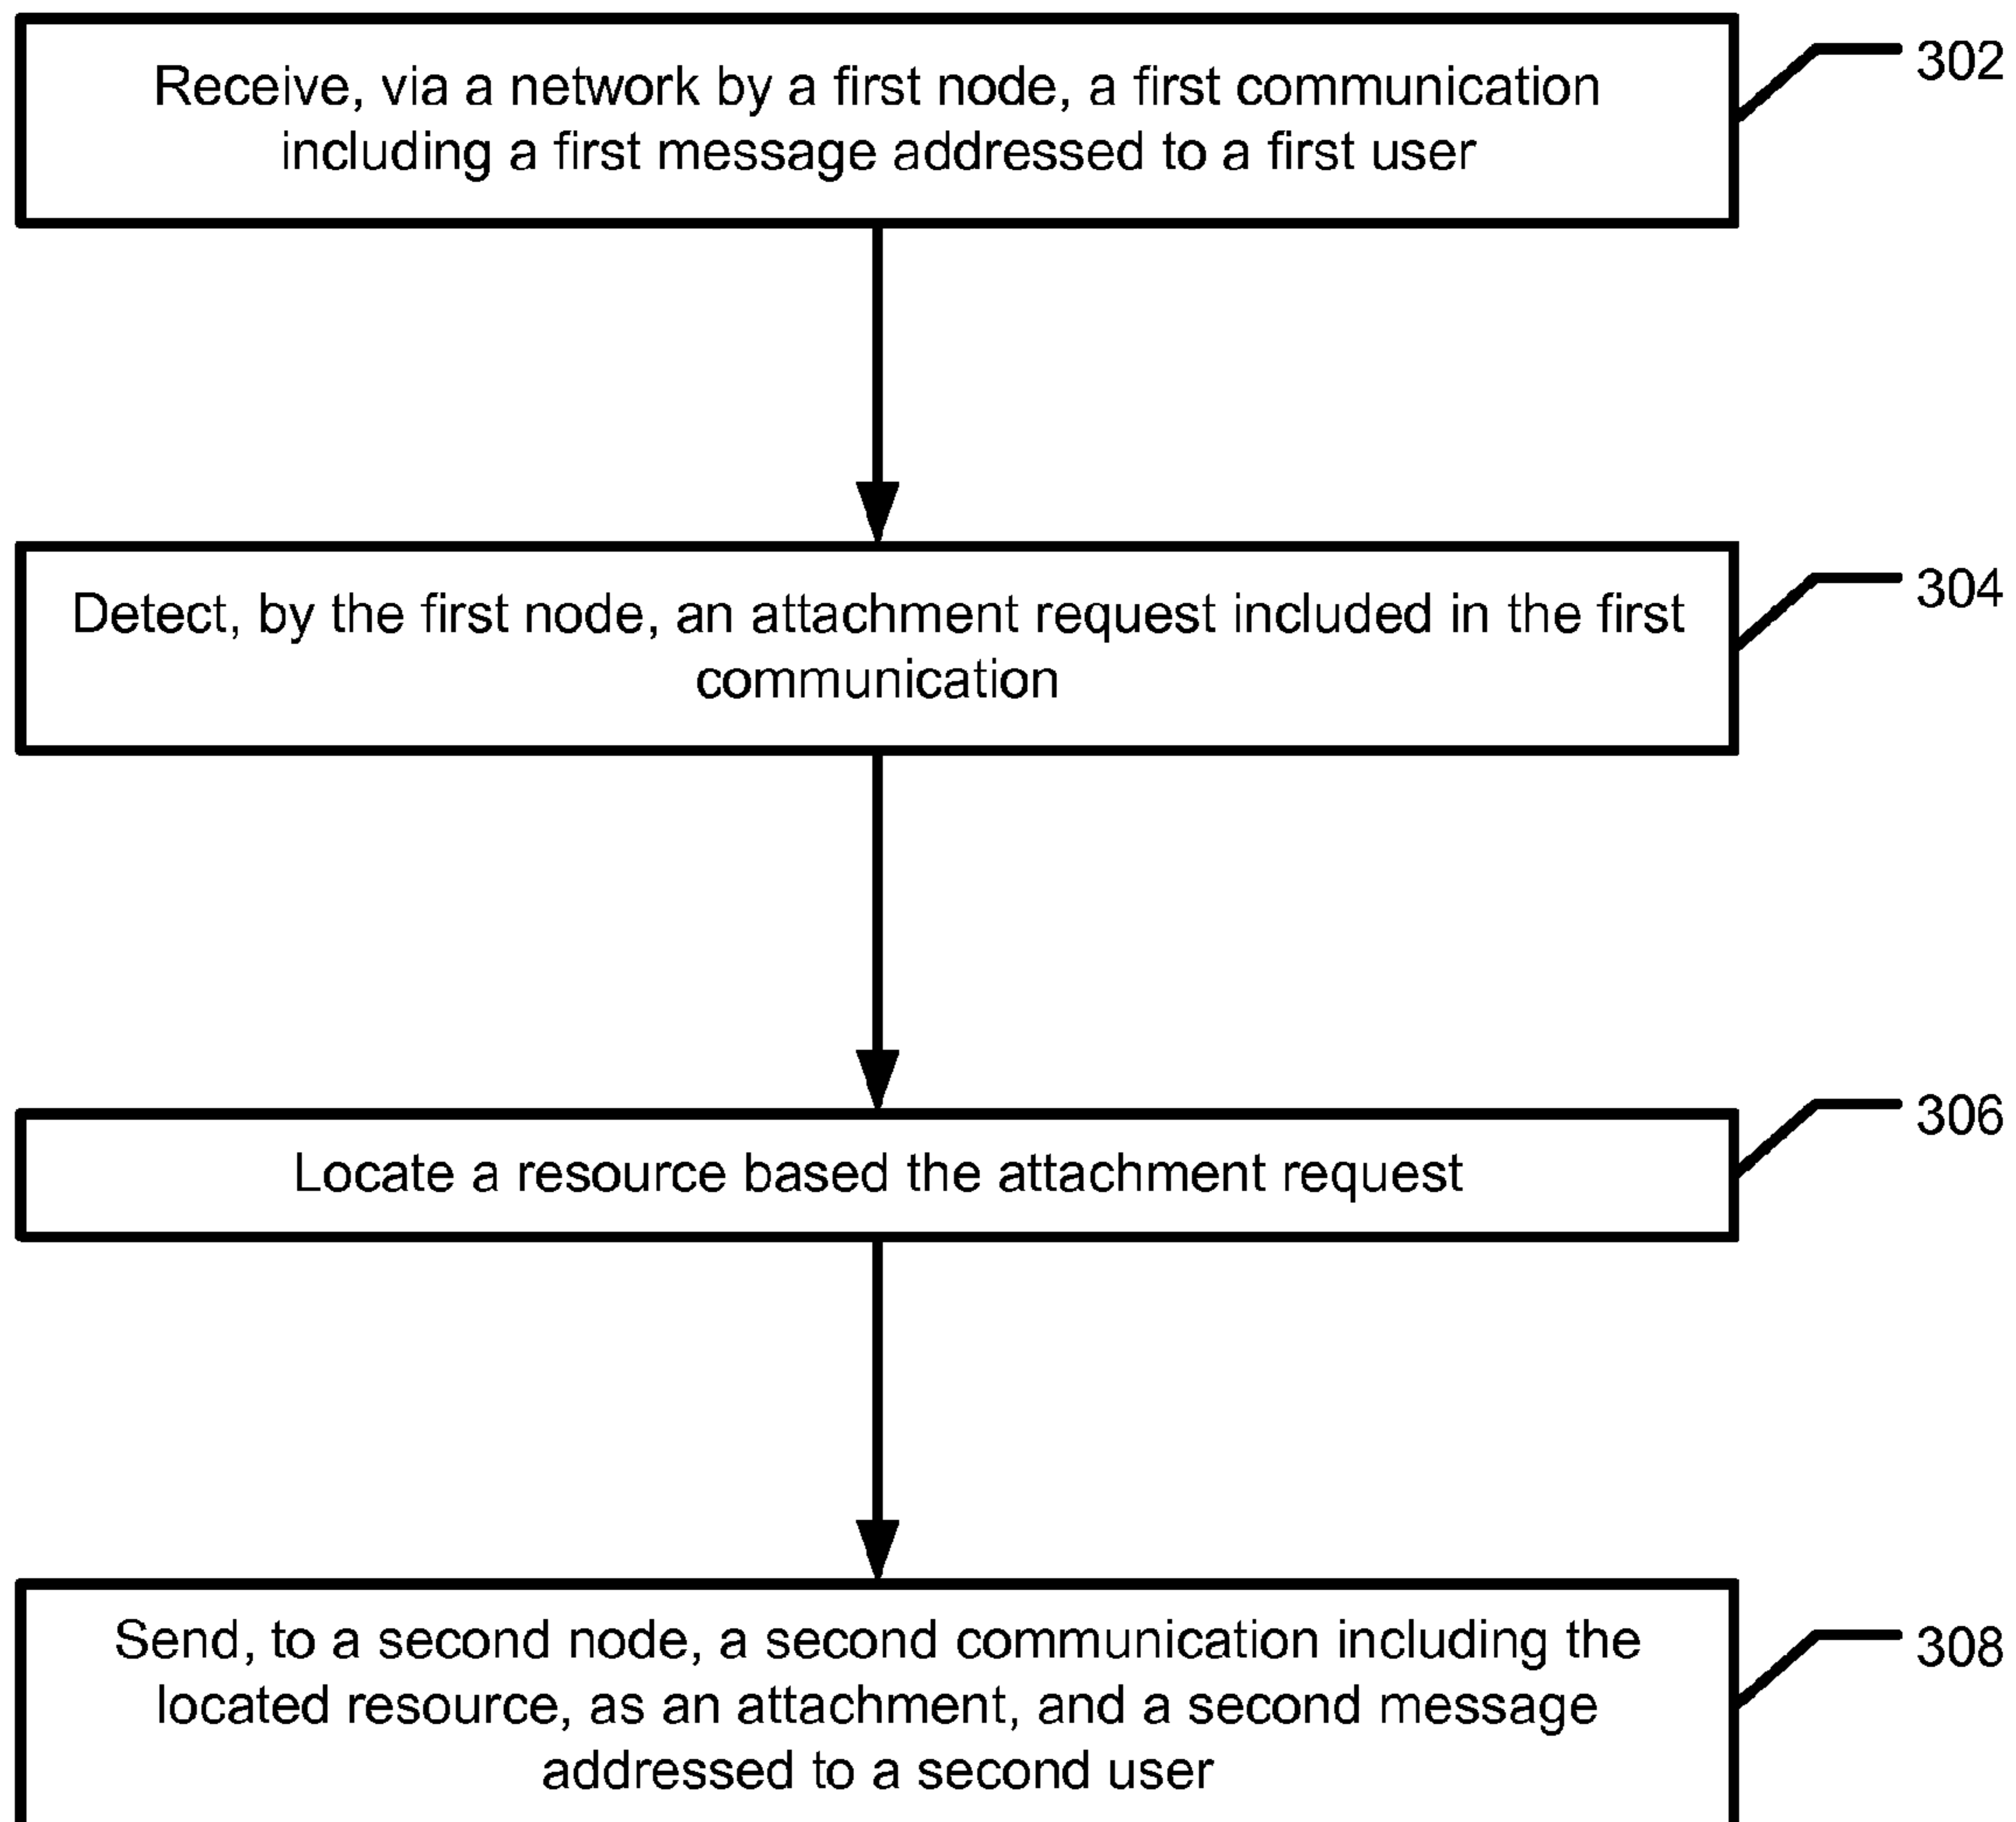 Receive, via a network by a first node, a first communication
including a first message addressed to a first user
302
Detect, by the first node, an attachment request included in the first
communication
304
Locate a resource based the attachment request
306
Send, to a second node, a second communication including the
located resource, as an attachment, and a second message
addressed to a second user
308